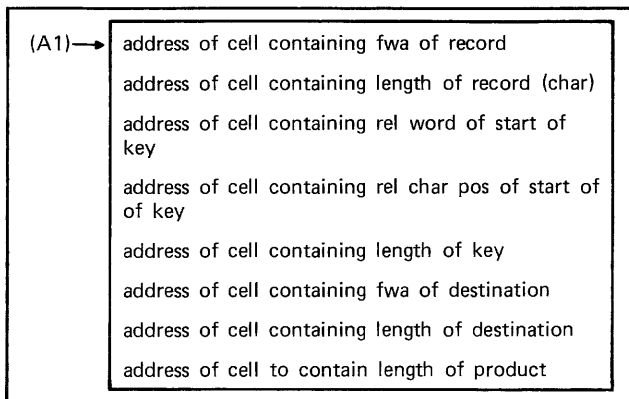 (A1)→ address of cell containing fwa of record
address of cell containing length of record (char)
address of cell containing rel word of start of
key
address of cell containing rel char pos of start of
of key
address of cell containing length of key
address of cell containing fwa of destination
address of cell containing length of destination
address of cell to contain length of product